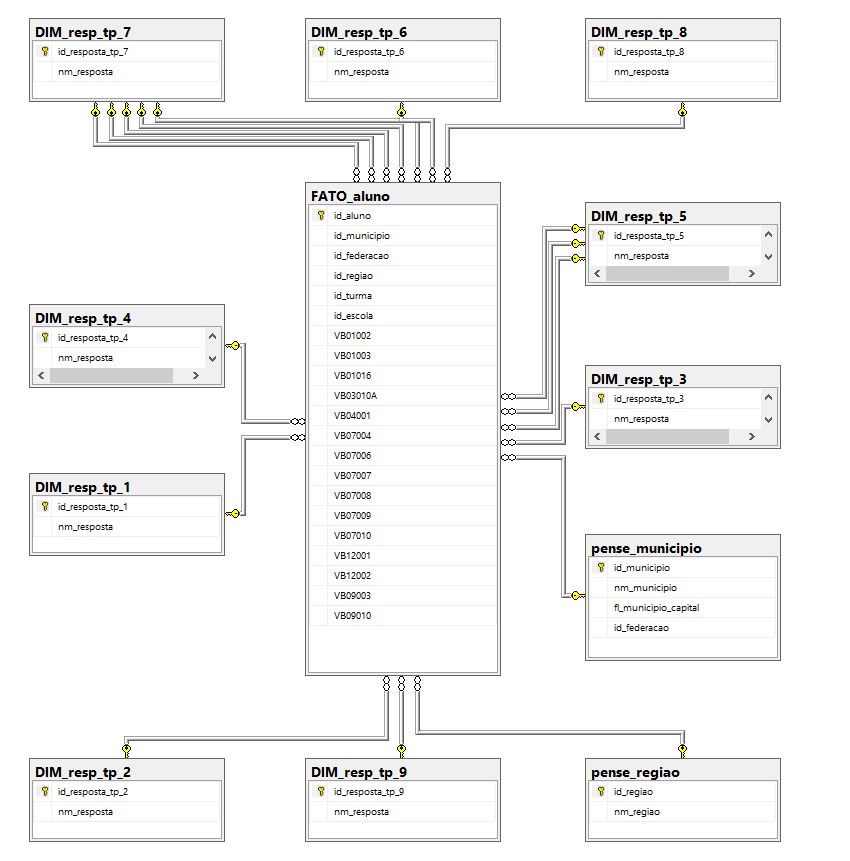 DIM_resp_tp_7
id_resposta_tp_7
nm_resposta
DIM_resp_tp_6
id_resposta_tp_6
nm_resposta
DIM_resp_tp_8
id_resposta_tp_8
nm_resposta
FATO_aluno
id_aluno
id_municipio
id_federacao
id_regiao
id_turma
id_escola
VB01002
VB01003
VB01016
VB03010A
VB04001
VB07004
VB07006
VB07007
VB07008
VB07009
VB07010
VB12001
VB12002
VB09003
VB09010
DIM_resp_tp_5
id_resposta_tp_5
nm_resposta
DIM_resp_tp_4
id_resposta_tp_4
nm_resposta
DIM_resp_tp_3
id_resposta_tp_3
nm_resposta
DIM_resp_tp_1
id_resposta_tp_1
nm_resposta
pense_municipio
id_municipio
nm_municipio
fl_municipio_capital
id_federacao
DIM_resp_tp_2
id_resposta_tp_2
nm_resposta
DIM_resp_tp_9
id_resposta_tp_9
nm_resposta
pense_regiao
id_regiao
nm_regiao